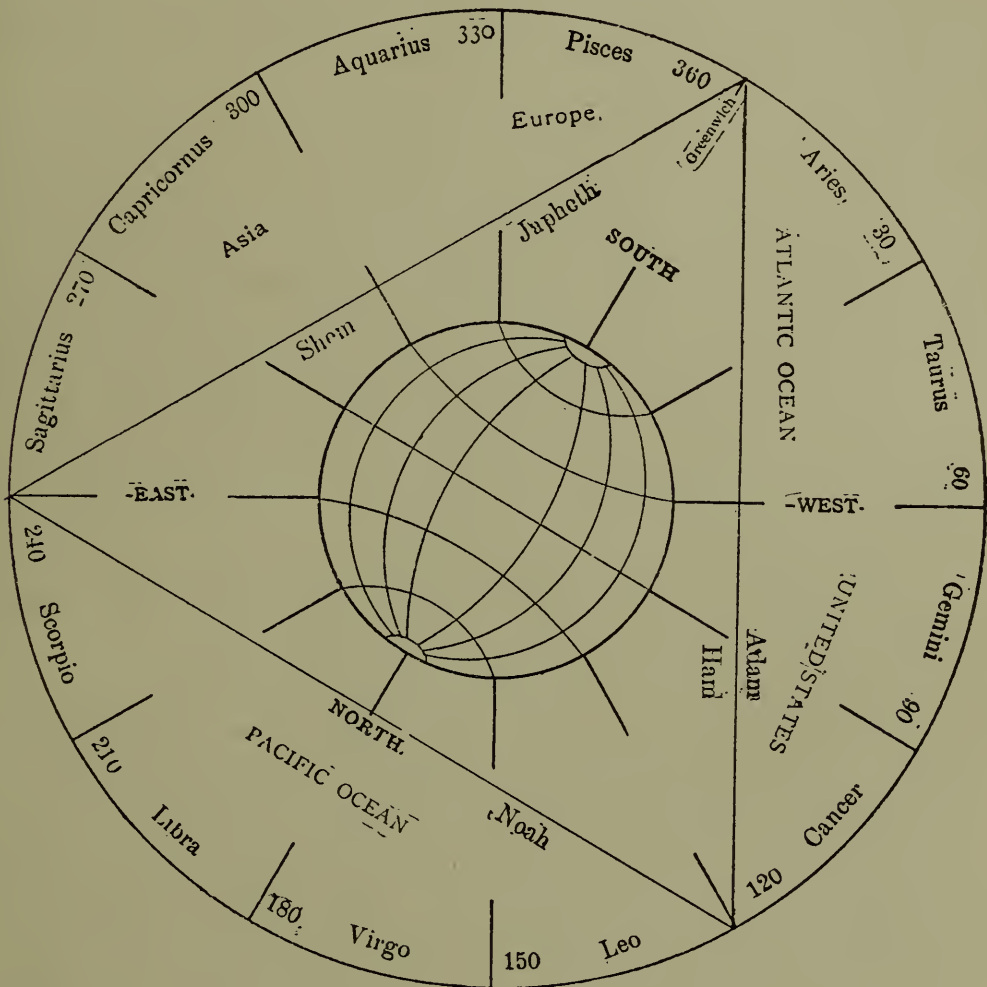 Aquarius
330
Pisces
360
Europe.
Greenwich
Aries,
30
Capricornus
300
Asia
Japheth
SOUTH
ATLANTIC OCEAN
Taurus
60
Sagittarius
270
Shem
-EAST-
-WEST-
240
Scorpio
Gemini
90
UNITED STATES
Adam
Ham
NORTH.
PACIFIC OCEAN
Noah
210
Libra
Cancer
120
180
Virgo
150
Leo